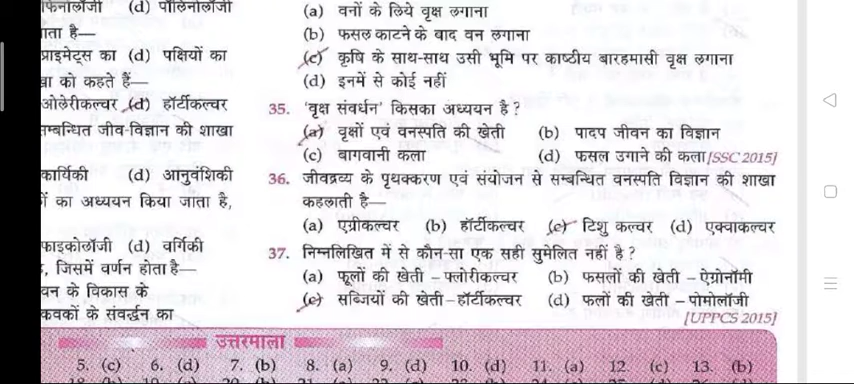 फिनोलॉजी (d) पॉलिनोलॉजी
ाता है—
प्राइमेट्स का (d) पक्षियों का
को कहते हैं—
ओलेरीकल्चर (d) हॉर्टीकल्चर
सम्बन्धित जीव-विज्ञान की शाखा
कार्यिकी (d) आनुवंशिकी
का अध्ययन किया जाता है,
फाइकोलॉजी (d) वर्गिकी
, जिसमें वर्णन होता है—
वन के विकास के
कवकों के संवर्द्धन का
(a) वनों के लिये वृक्ष लगाना
(b) फसल काटने के बाद वन लगाना
(c) कृषि के साथ-साथ उसी भूमि पर काष्ठीय बारहमासी वृक्ष लगाना
(d) इनमें से कोई नहीं
35. 'वृक्ष संवर्धन' किसका अध्ययन है ?
(a) वृक्षों एवं वनस्पति की खेती (b) पादप जीवन का विज्ञान
(c) बागवानी कला (d) फसल उगाने की कला [SSC 2015]
36. जीवद्रव्य के पृथक्करण एवं संयोजन से सम्बन्धित वनस्पति विज्ञान की शाखा
कहलाती है—
(a) एग्रीकल्चर (b) हॉर्टीकल्चर (c) टिशु कल्चर (d) एक्वाकल्चर
37. निम्नलिखित में से कौन-सा एक सही सुमेलित नहीं है ?
(a) फूलों की खेती – फ्लोरीकल्चर (b) फसलों की खेती – ऐग्रोनॉमी
(c) सब्जियों की खेती – हॉर्टीकल्चर (d) फलों की खेती – पोमोलॉजी
[UPPCS 2015]
उत्तरमाला
5. (c) 6. (d) 7. (b) 8. (a) 9. (d) 10. (d) 11. (a) 12. (c) 13. (b)